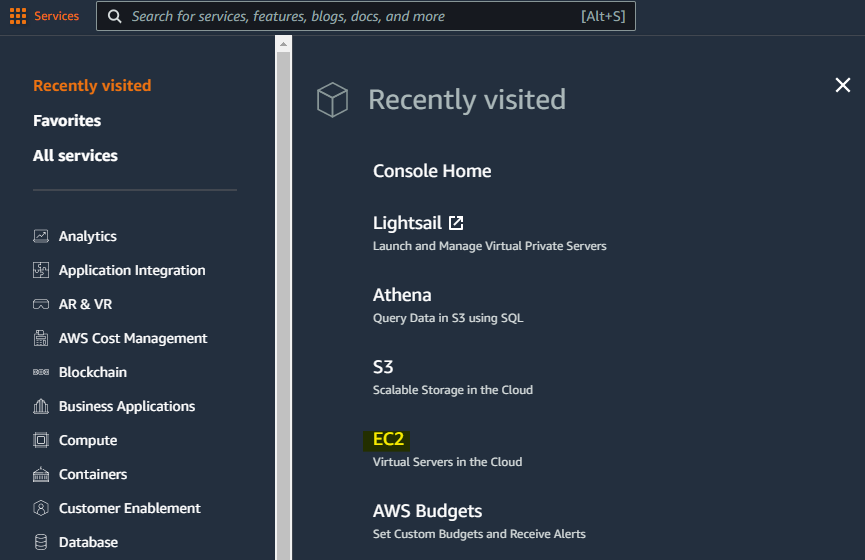 Services
Search for services, features, blogs, docs, and more [Alt+S]
Recently visited
Favorites
All services
Analytics
Application Integration
AR & VR
AWS Cost Management
Blockchain
Business Applications
Compute
Containers
Customer Enablement
Database
Recently visited
Console Home
Lightsail
Launch and Manage Virtual Private Servers
Athena
Query Data in S3 using SQL
S3
Scalable Storage in the Cloud
EC2
Virtual Servers in the Cloud
AWS Budgets
Set Custom Budgets and Receive Alerts